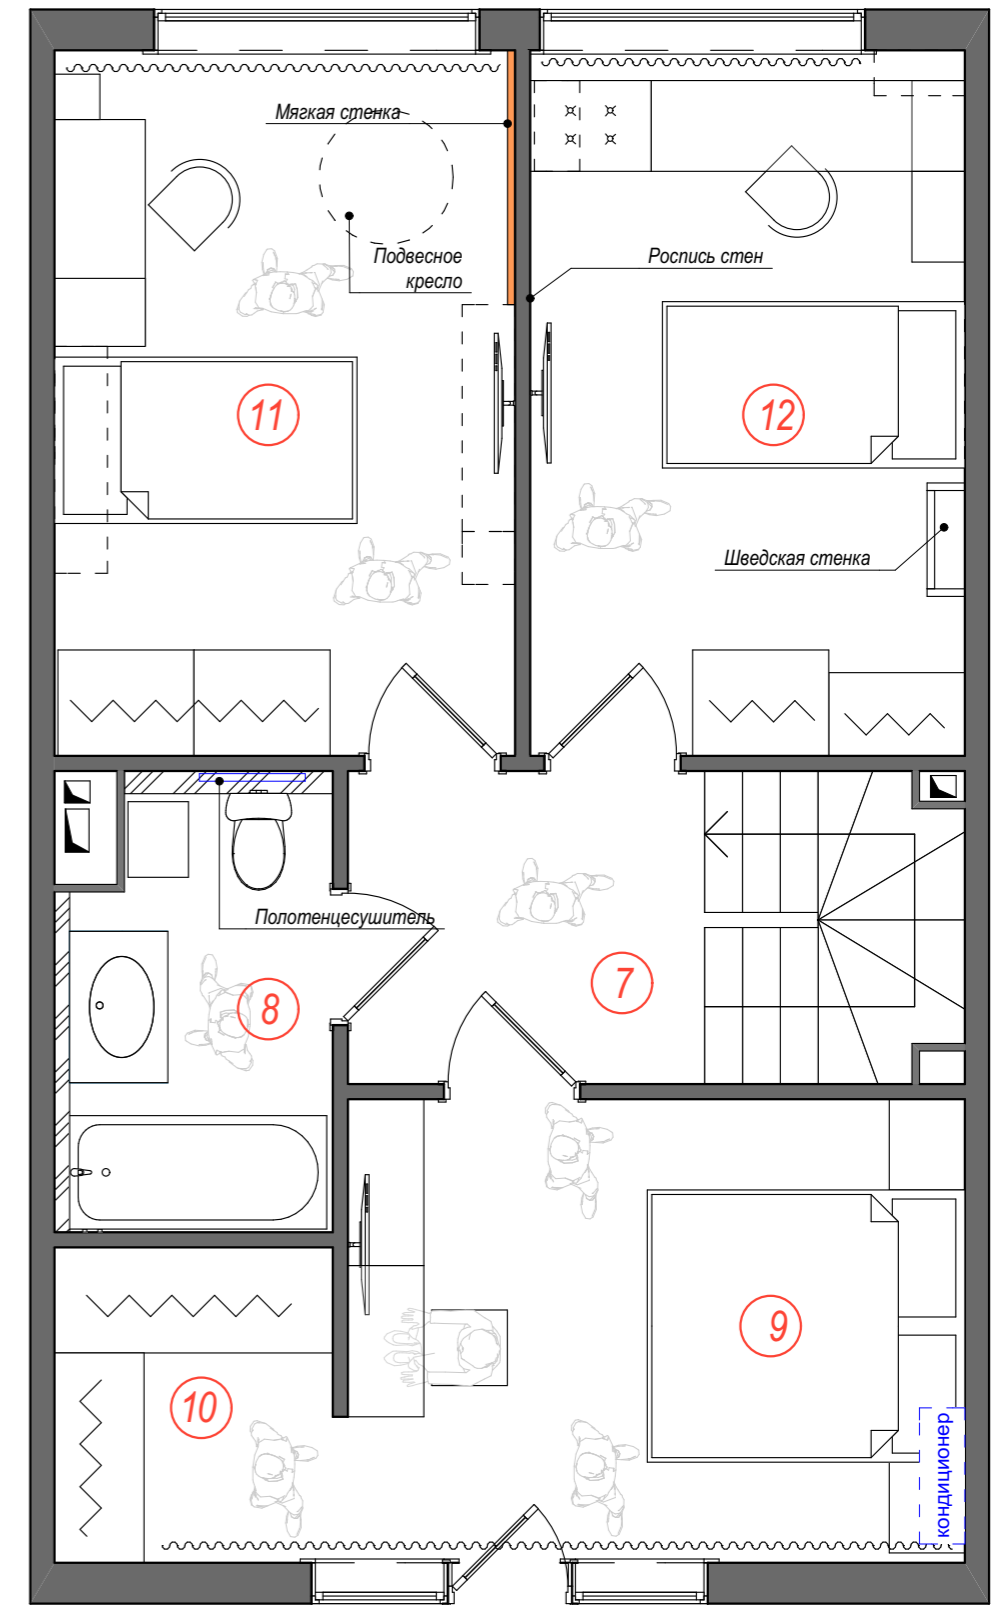 Мягкая стенка
Подвесное
кресло
Роспись стен
11
12
Шведская стенка
Полотенцесушитель
8
7
9
10
кондиционер